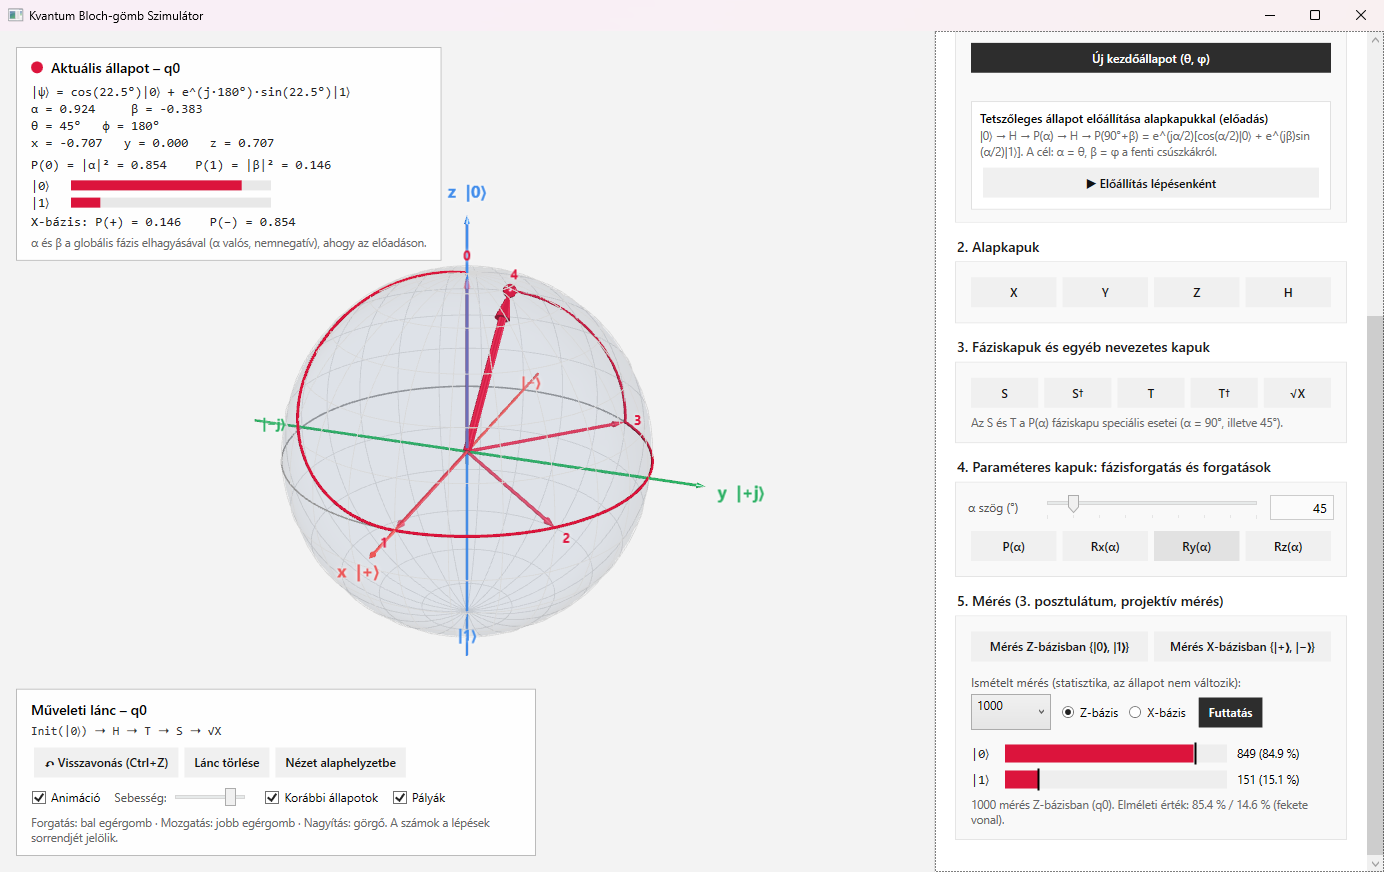 Kvantum Bloch-gömb Szimulátor
Aktuális állapot – q0
|ψ⟩ = cos(22.5°)|0⟩ + e^(j·180°)·sin(22.5°)|1⟩
α = 0.924 β = -0.383
θ = 45° ϕ = 180°
x = -0.707 y = 0.000 z = 0.707
P(0) = |α|² = 0.854 P(1) = |β|² = 0.146
|0⟩
|1⟩
X-bázis: P(+) = 0.146 P(−) = 0.854
α és β a globális fázis elhagyásával (α valós, nemnegatív), ahogy az előadáson.
z |0⟩
0
4
|−⟩
3
|−j⟩
y |+j⟩
2
1
x |+⟩
|1⟩
Műveleti lánc – q0
Init(|0⟩) → H → T → S → √X
↶ Visszavonás (Ctrl+Z)
Lánc törlése
Nézet alaphelyzetbe
Animáció
Sebesség:
Korábbi állapotok
Pályák
Forgatás: bal egérgomb · Mozgatás: jobb egérgomb · Nagyítás: görgő. A számok a lépések
sorrendjét jelölik.
Új kezdőállapot (θ, φ)
Tetszőleges állapot előállítása alapkapukkal (előadás)
|0⟩ → H → P(α) → H → P(90°+β) = e^(jα/2)[cos(α/2)|0⟩ + e^(jβ)sin
(α/2)|1⟩]. A cél: α = θ, β = φ a fenti csúszkákról.
▶ Előállítás lépésenként
2. Alapkapuk
X
Y
Z
H
3. Fáziskapuk és egyéb nevezetes kapuk
S
S†
T
T†
√X
Az S és T a P(α) fáziskapu speciális esetei (α = 90°, illetve 45°).
4. Paraméteres kapuk: fázisforgatás és forgatások
α szög (°)
45
P(α)
Rx(α)
Ry(α)
Rz(α)
5. Mérés (3. posztulátum, projektív mérés)
Mérés Z-bázisban {|0⟩, |1⟩}
Mérés X-bázisban {|+⟩, |−⟩}
Ismételt mérés (statisztika, az állapot nem változik):
1000
Z-bázis
X-bázis
Futtatás
|0⟩
849 (84.9 %)
|1⟩
151 (15.1 %)
1000 mérés Z-bázisban (q0). Elméleti érték: 85.4 % / 14.6 % (fekete
vonal).